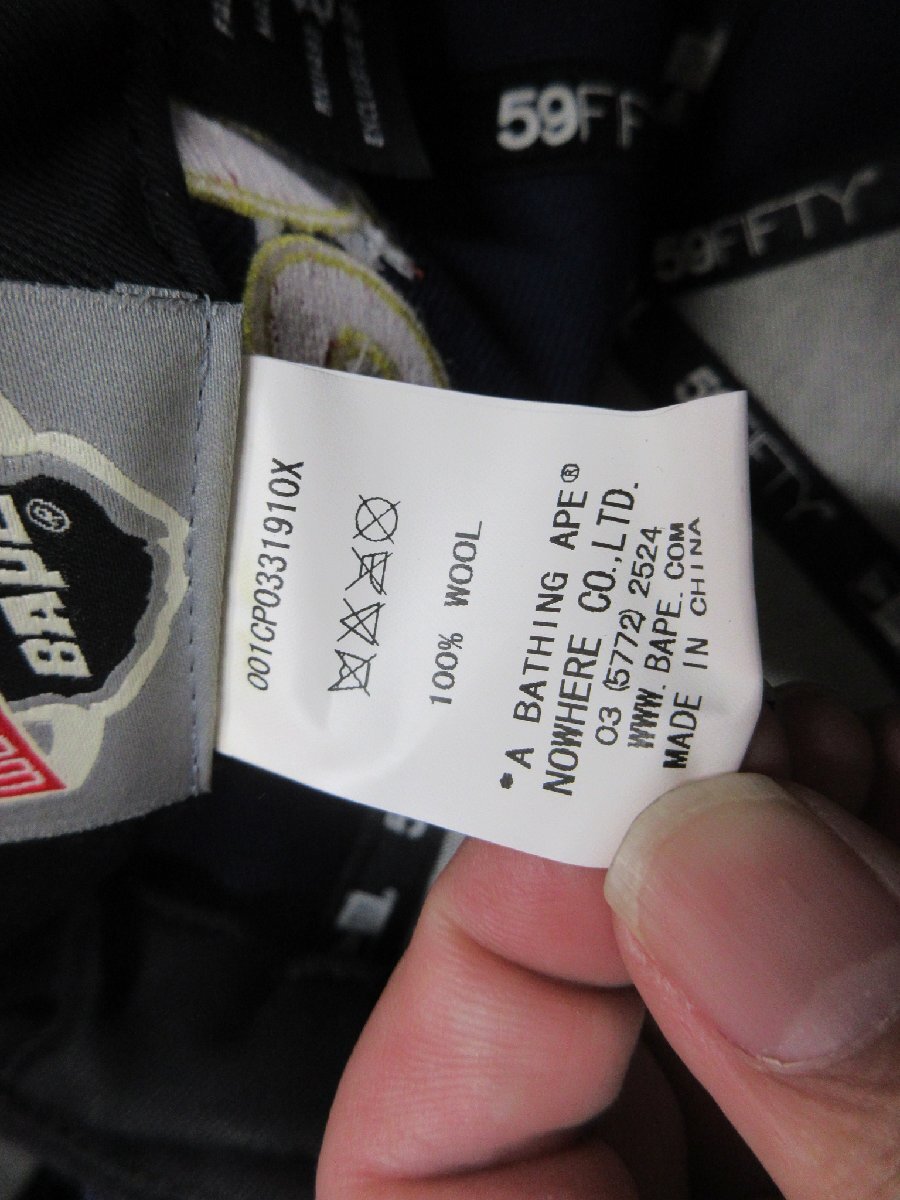 001CP0331910X
100% WOOL
*A BATHING APE®
NOWHERE CO.,LTD.
03 (5772) 2524
WWW.BAPE.COM
MADE IN CHINA
BAPE®
59FF
59FFTY
59FFTY